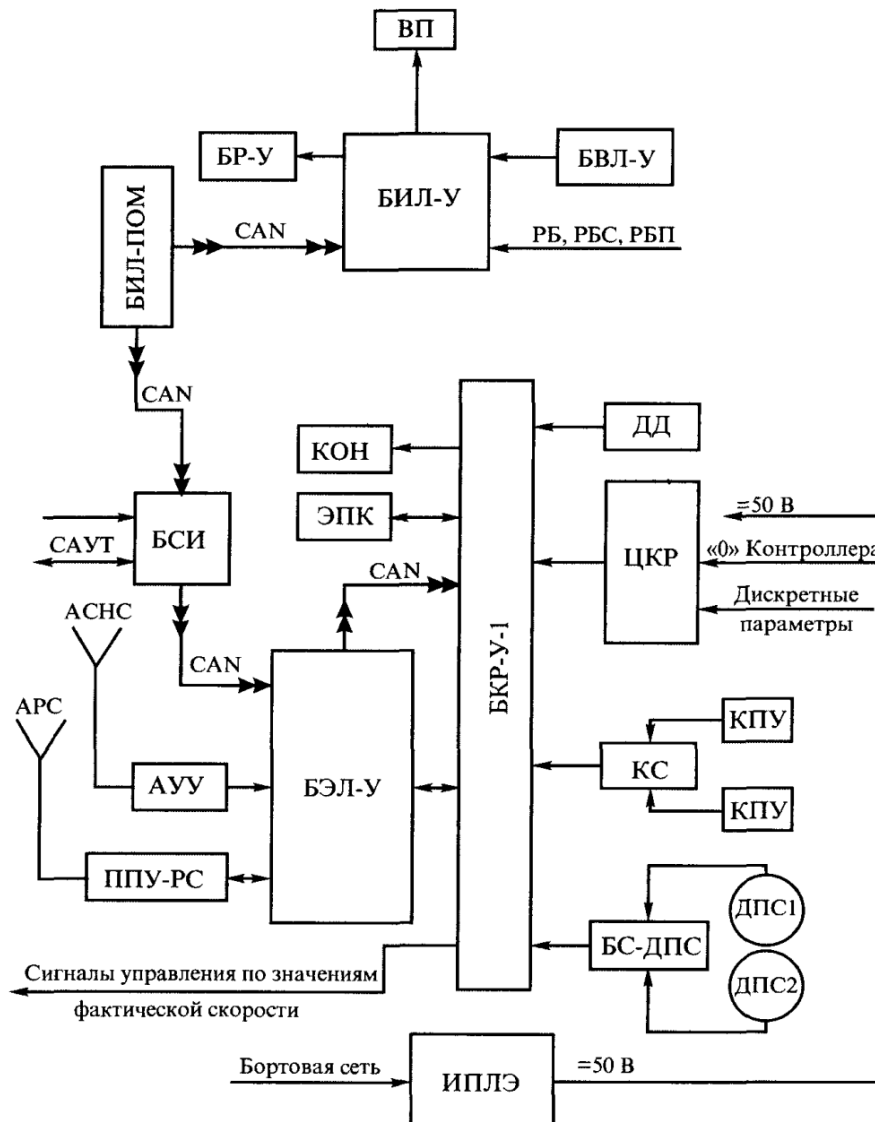 ВП
БР-У
БИЛ-У
БВЛ-У
БИЛ-ПОМ
CAN
РБ, РБС, РБП
CAN
КОН
ДД
ЭПК
=50 В
БСИ
САУТ
ЦКР
«0» Контроллера
CAN
Дискретные
параметры
АСНС
CAN
БКР-У-1
АРС
КПУ
АУУ
БЭЛ-У
КС
КПУ
ППУ-РС
ДПС1
БС-ДПС
Сигналы управления по значениям
фактической скорости
ДПС2
Бортовая сеть
ИПЛЭ
=50 В